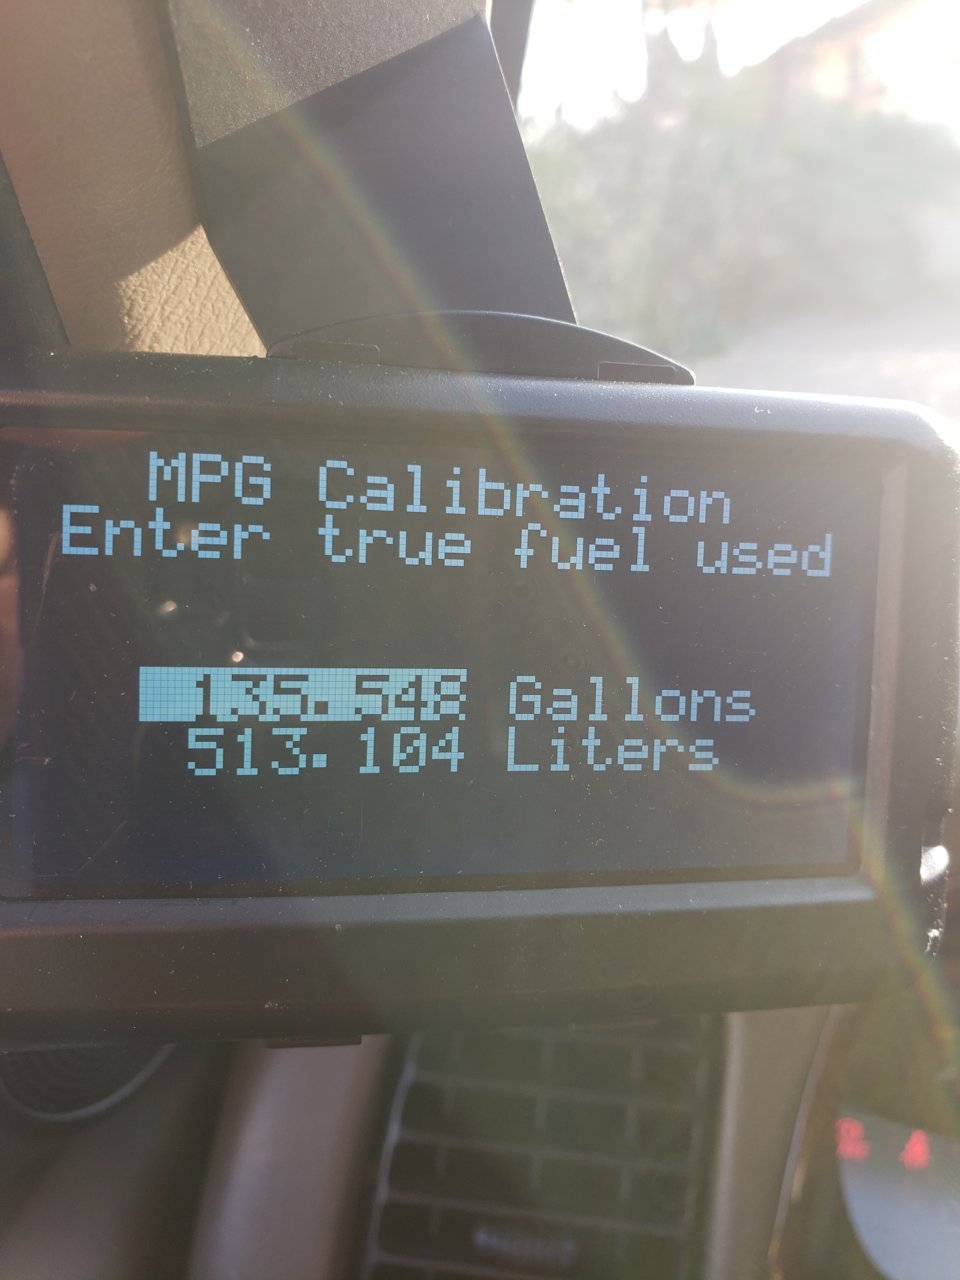 MPG Calibration
Enter true fuel used
135.548 Gallons
513.104 Liters